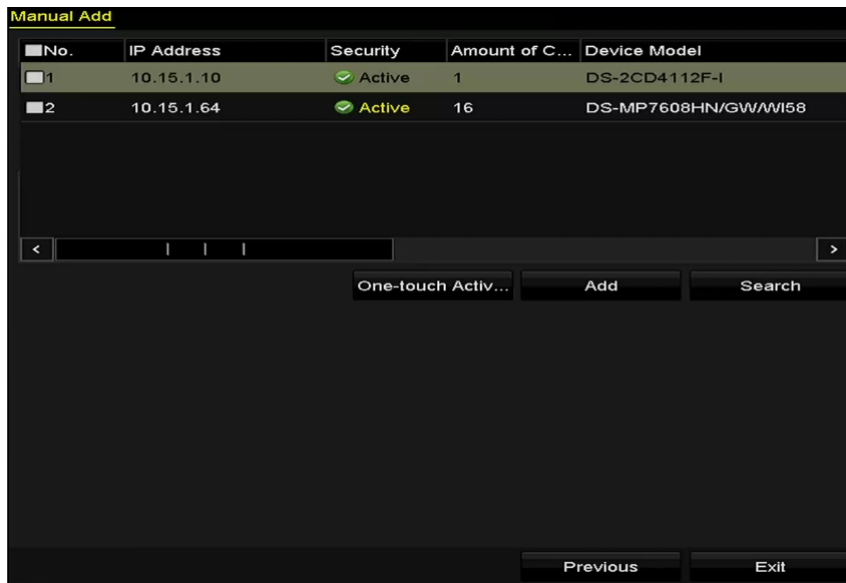 Manual Add
No. IP Address Security Amount of C... Device Model
1 10.15.1.10 Active 1 DS-2CD4112F-I
2 10.15.1.64 Active 16 DS-MP7608HN/GW/WI58
< >
One-touch Activ... Add Search
Previous Exit